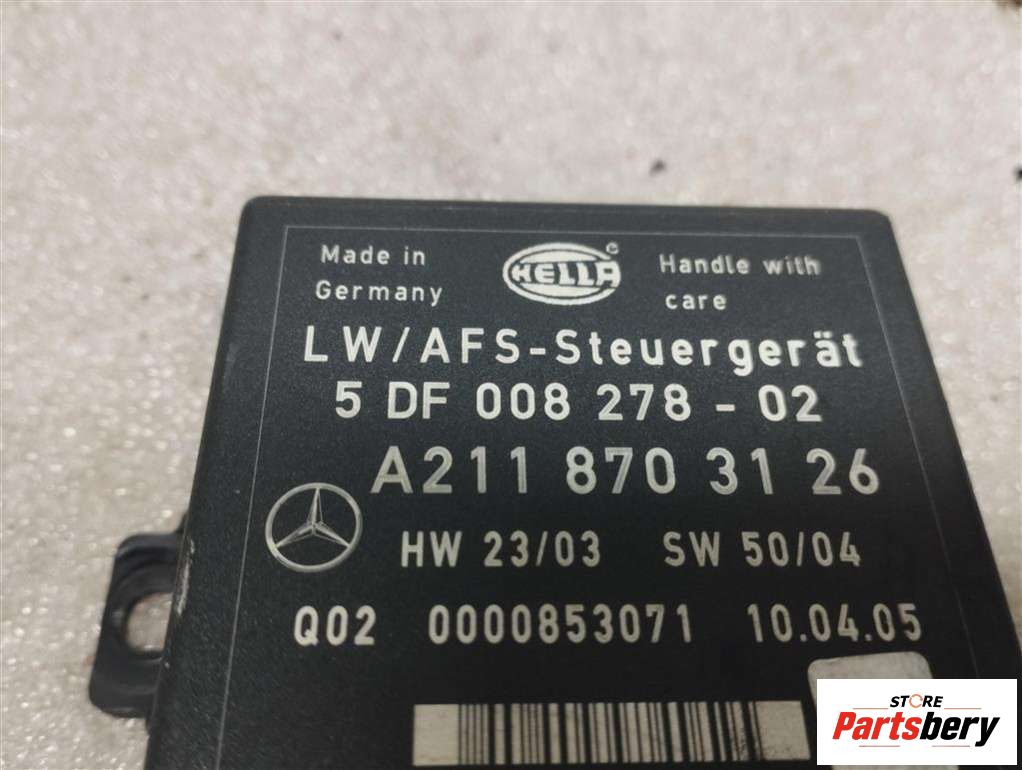 Made in Germany
HELLA
Handle with care
LW/AFS-Steuergerät
5 DF 008 278 - 02
A211 870 31 26
HW 23/03 SW 50/04
Q02 0000853071 10.04.05
STORE
Partsbery